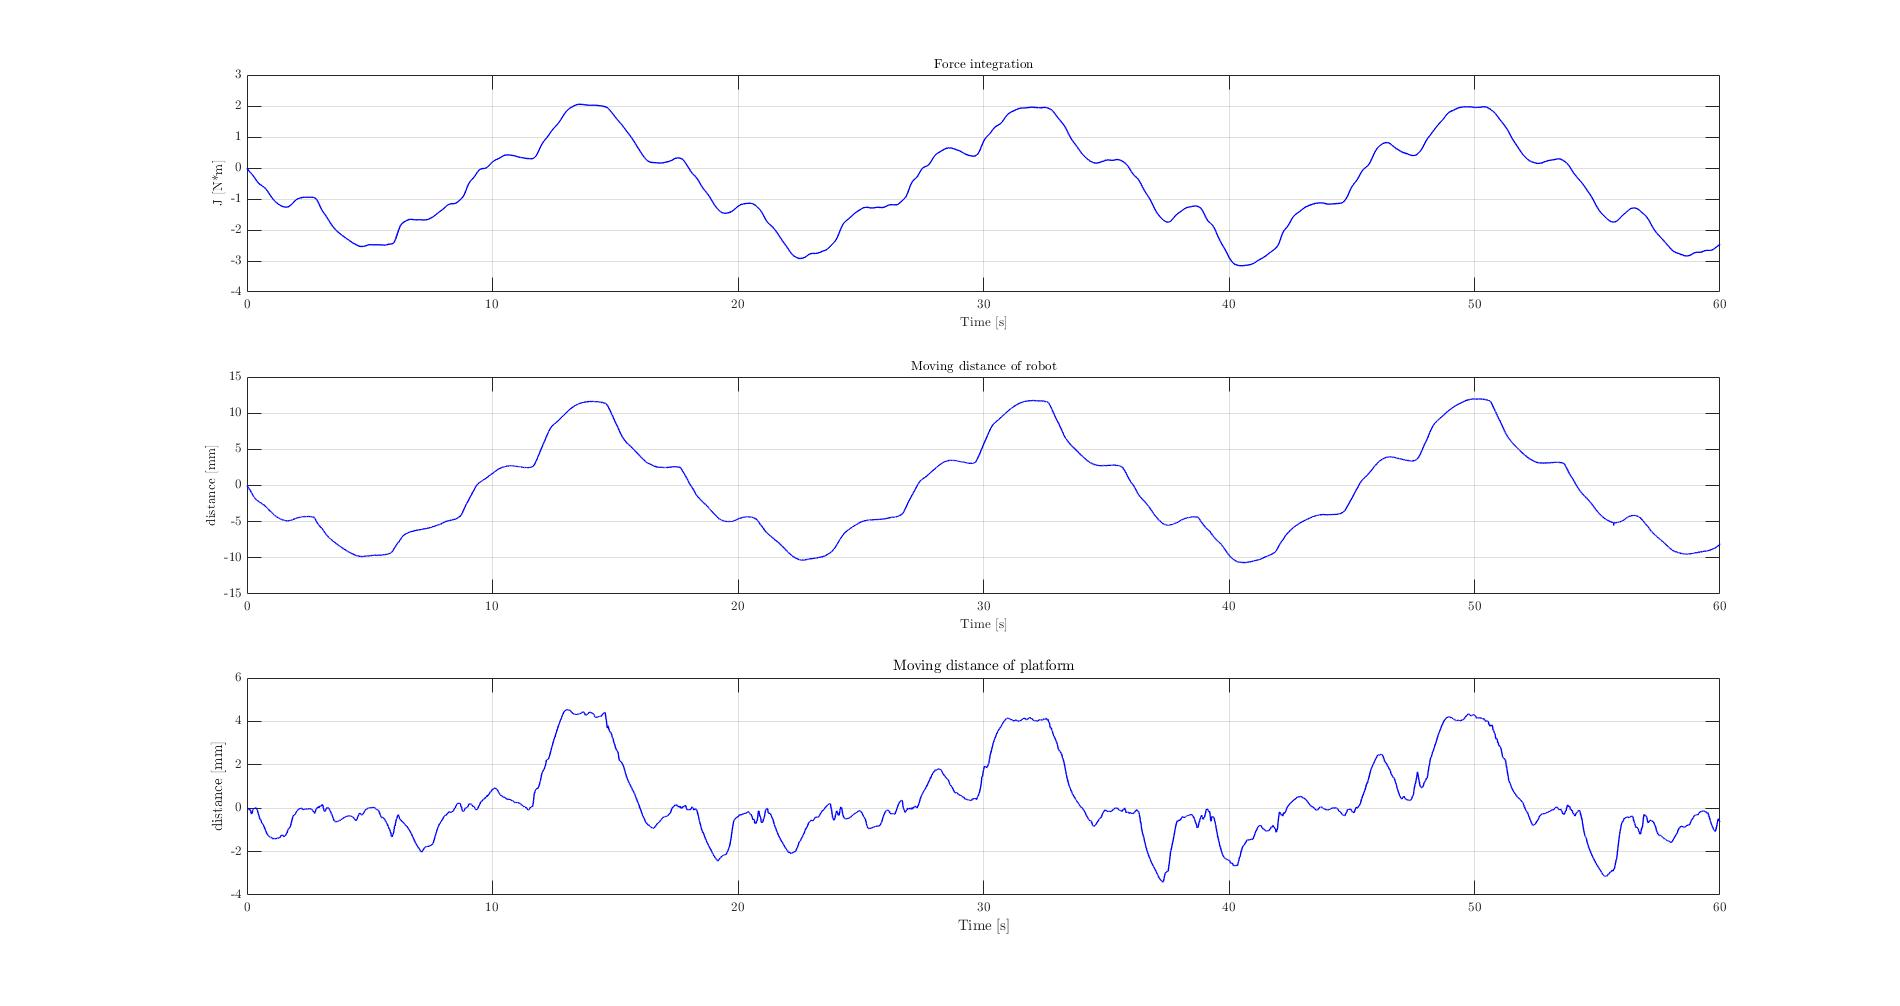 Force integration
3
2
1
0
-1
-2
-3
-4
J [N*m]
0 10 20 30 40 50 60
Time [s]
Moving distance of robot
15
10
5
0
-5
-10
-15
distance [mm]
0 10 20 30 40 50 60
Time [s]
Moving distance of platform
6
4
2
0
-2
-4
distance [mm]
0 10 20 30 40 50 60
Time [s]